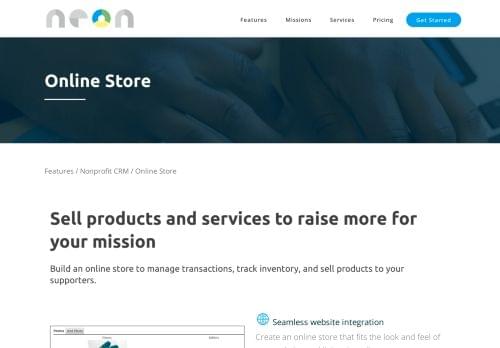 neon
Features
Missions
Services
Pricing
Get Started
Online Store
Features / Nonprofit CRM / Online Store
Sell products and services to raise more for
your mission
Build an online store to manage transactions, track inventory, and sell products to your
supporters.
Seamless website integration
Create an online store that fits the look and feel of